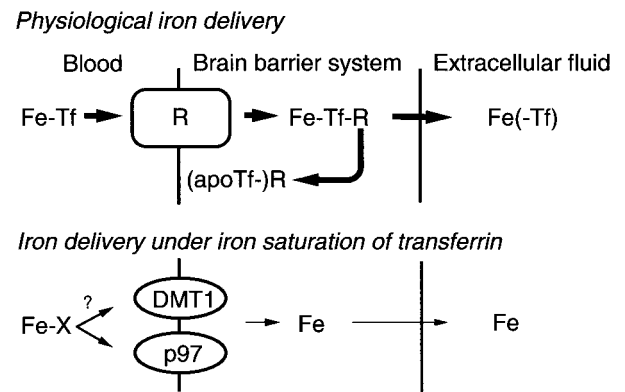 Physiological iron delivery
Blood Brain barrier system Extracellular fluid
Fe-Tf R Fe-Tf-R Fe(-Tf)
(apoTf-)R
Iron delivery under iron saturation of transferrin
? DMT1
Fe-X Fe Fe
p97